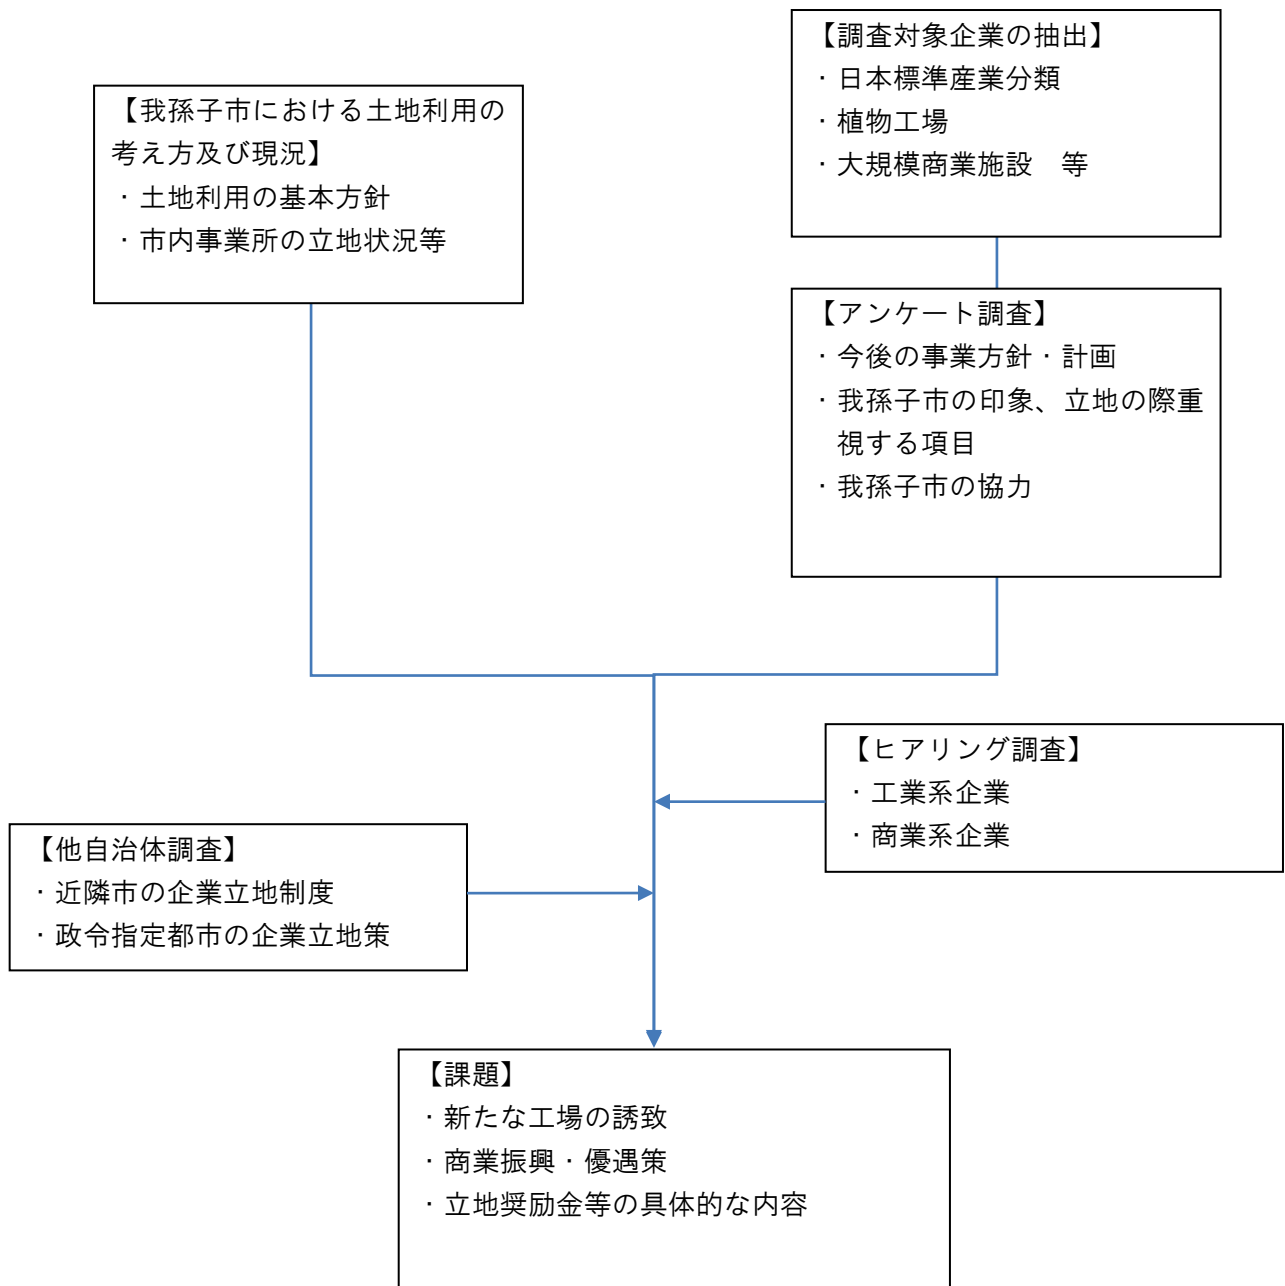 【調査対象企業の抽出】
・日本標準産業分類
・植物工場
・大規模商業施設　等
【我孫子市における土地利用の
考え方及び現況】
・土地利用の基本方針
・市内事業所の立地状況等
【アンケート調査】
・今後の事業方針・計画
・我孫子市の印象、立地の際重
視する項目
・我孫子市の協力
【ヒアリング調査】
・工業系企業
・商業系企業
【他自治体調査】
・近隣市の企業立地制度
・政令指定都市の企業立地策
【課題】
・新たな工場の誘致
・商業振興・優遇策
・立地奨励金等の具体的な内容